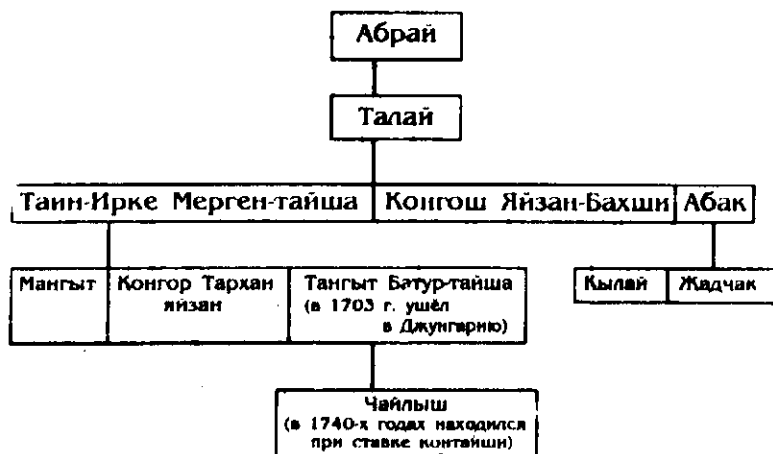 Абрай
Талай
Таин-Ирке Мерген-тайша
Конгош Яйзан-Бахши
Абак
Мангыт
Конгор Тархан
яйзан
Тангыт Батур-тайша
(в 1703 г. ушёл
в Джунгарию)
Кылай
Жадчак
Чайлыш
(в 1740-х годах находился
при ставке контайши)